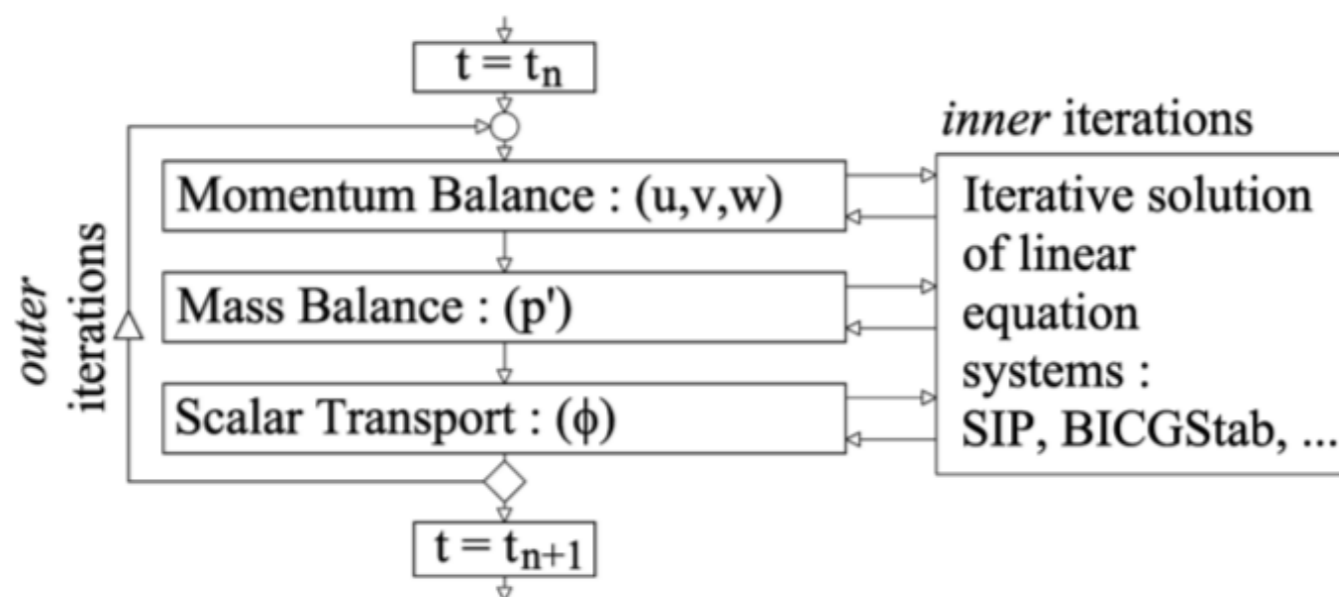 t = tn
inner iterations
Momentum Balance : (u,v,w)
Mass Balance : (p')
Scalar Transport : (ϕ)
outer
iterations
Iterative solution
of linear
equation
systems :
SIP, BICGStab, ...
t = tn+1